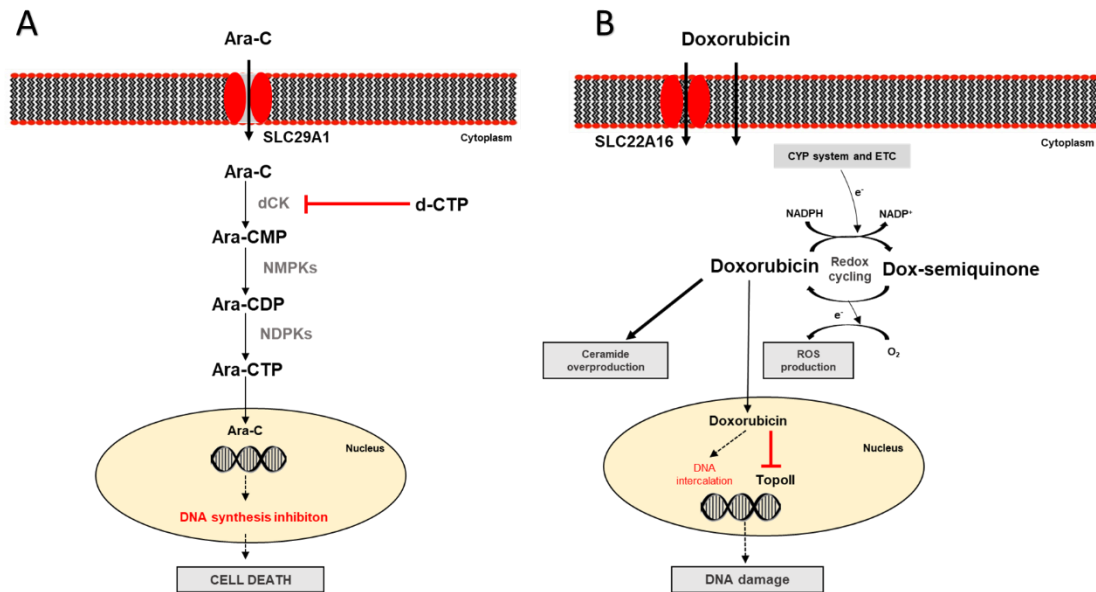 A
Ara-C
SLC29A1
Cytoplasm
Ara-C
dCK
d-CTP
Ara-CMP
NMPKs
Ara-CDP
NDPKs
Ara-CTP
Ara-C
Nucleus
DNA synthesis inhibiton
CELL DEATH
B
Doxorubicin
SLC22A16
Cytoplasm
CYP system and ETC
e-
NADPH
NADP+
Doxorubicin
Redox
cycling
Dox-semiquinone
e-
O2
Ceramide
overproduction
ROS
production
Doxorubicin
Nucleus
DNA
intercalation
TopoII
DNA damage